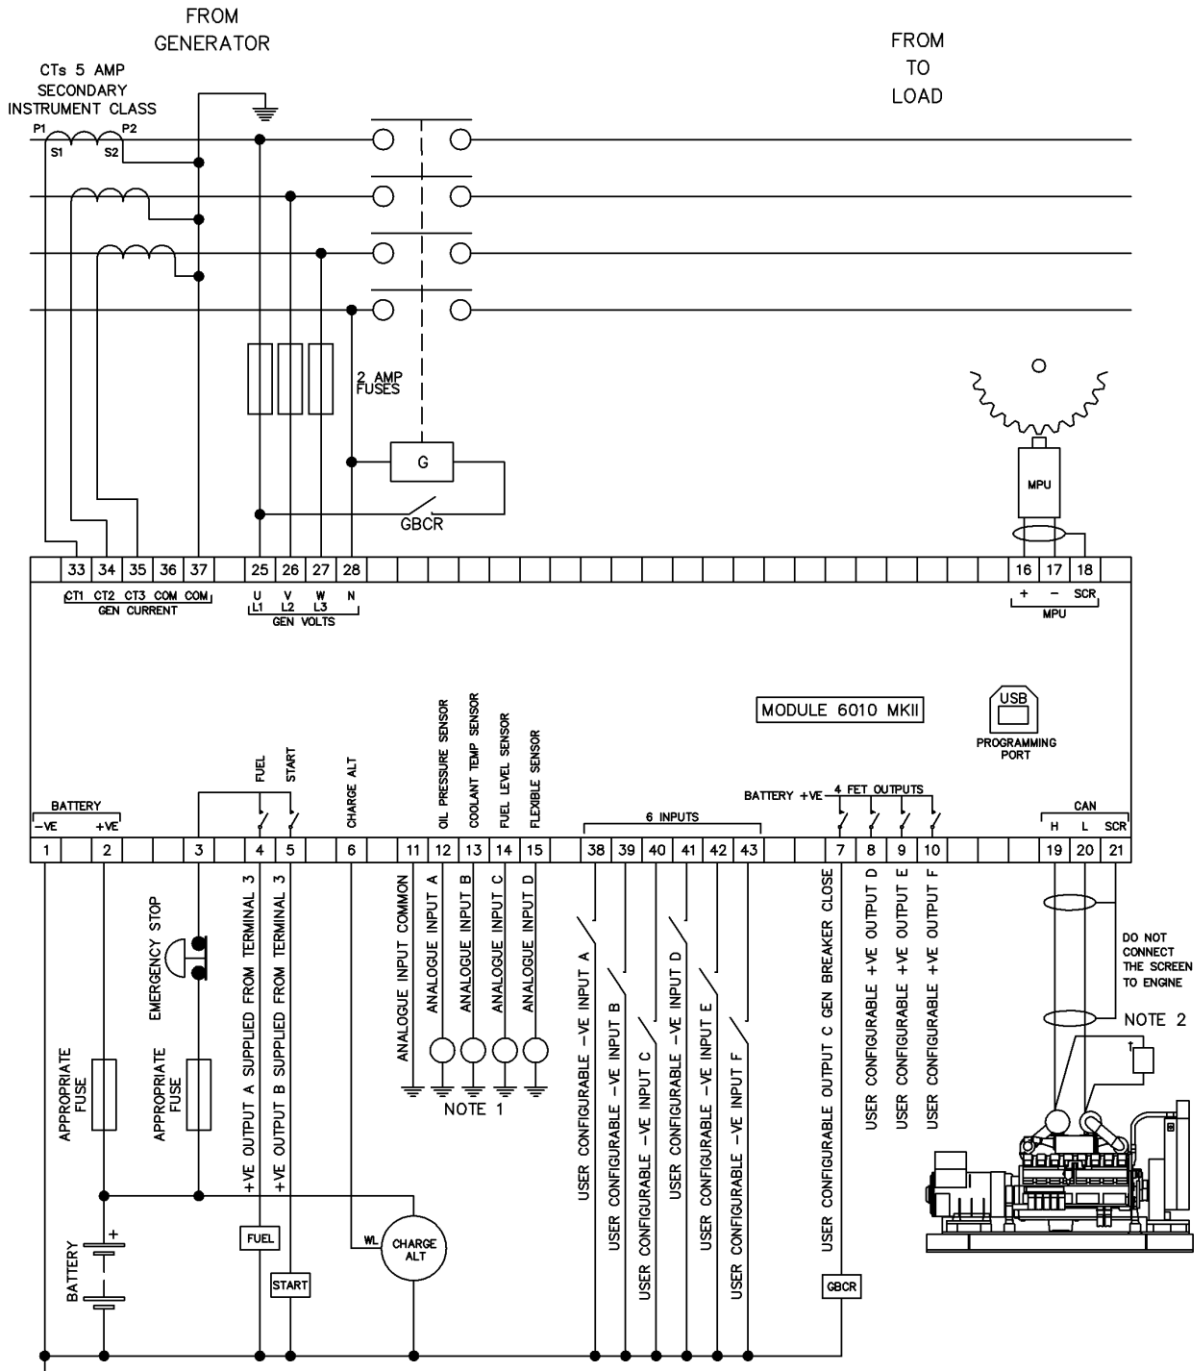 FROM
GENERATOR
FROM
TO
LOAD
CTs 5 AMP
SECONDARY
INSTRUMENT CLASS
P1
P2
S1
S2
2 AMP
FUSES
G
GBCR
MPU
33 34 35 36 37 25 26 27 28 16 17 18
CT1 CT2 CT3 COM COM
GEN CURRENT
U V W N
L1 L2 L3
GEN VOLTS
+ − SCR
MPU
MODULE 6010 MKII
USB
PROGRAMMING
PORT
FUEL
START
CHARGE ALT
OIL PRESSURE SENSOR
COOLANT TEMP SENSOR
FUEL LEVEL SENSOR
FLEXIBLE SENSOR
BATTERY
−VE +VE
6 INPUTS
BATTERY +VE
4 FET OUTPUTS
CAN
H L SCR
1 2 3 4 5 6 11 12 13 14 15 38 39 40 41 42 43 7 8 9 10 19 20 21
EMERGENCY STOP
APPROPRIATE
FUSE
APPROPRIATE
FUSE
+VE OUTPUT A SUPPLIED FROM TERMINAL 3
+VE OUTPUT B SUPPLIED FROM TERMINAL 3
ANALOGUE INPUT COMMON
ANALOGUE INPUT A
ANALOGUE INPUT B
ANALOGUE INPUT C
ANALOGUE INPUT D
NOTE 1
USER CONFIGURABLE −VE INPUT A
USER CONFIGURABLE −VE INPUT B
USER CONFIGURABLE −VE INPUT C
USER CONFIGURABLE −VE INPUT D
USER CONFIGURABLE −VE INPUT E
USER CONFIGURABLE −VE INPUT F
USER CONFIGURABLE OUTPUT C GEN BREAKER CLOSE
USER CONFIGURABLE +VE OUTPUT D
USER CONFIGURABLE +VE OUTPUT E
USER CONFIGURABLE +VE OUTPUT F
DO NOT
CONNECT
THE SCREEN
TO ENGINE
NOTE 2
BATTERY
+
FUEL
START
WL
CHARGE
ALT
GBCR